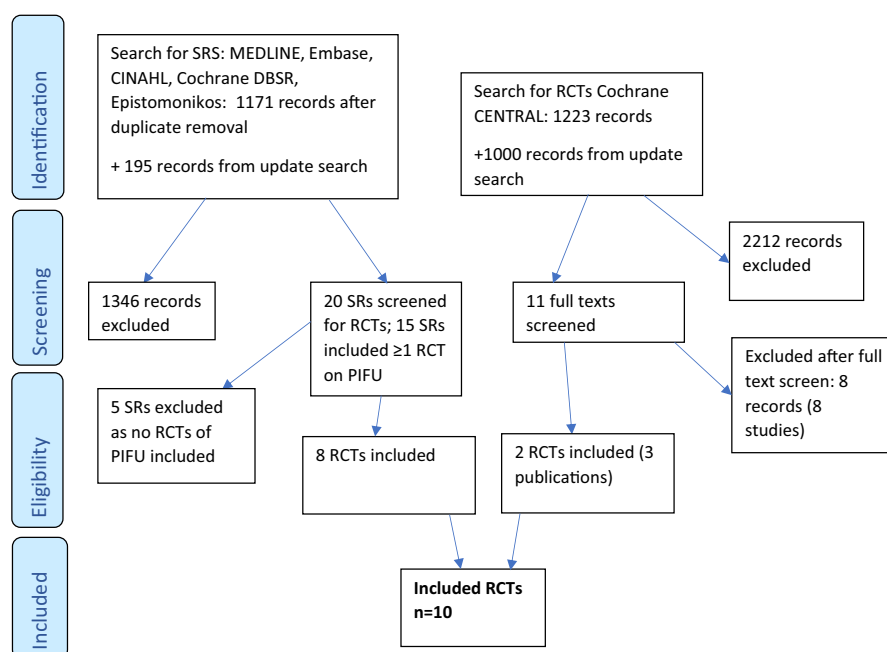 Identification
Search for SRS: MEDLINE, Embase,
CINAHL, Cochrane DBSR,
Epistomonikos: 1171 records after
duplicate removal
+ 195 records from update search
Search for RCTs Cochrane
CENTRAL: 1223 records
+1000 records from update
search
Screening
1346 records
excluded
20 SRs screened
for RCTs; 15 SRs
included ≥1 RCT
on PIFU
11 full texts
screened
2212 records
excluded
Eligibility
5 SRs excluded
as no RCTs of
PIFU included
8 RCTs included
2 RCTs included (3
publications)
Excluded after full
text screen: 8
records (8
studies)
Included
Included RCTs
n=10